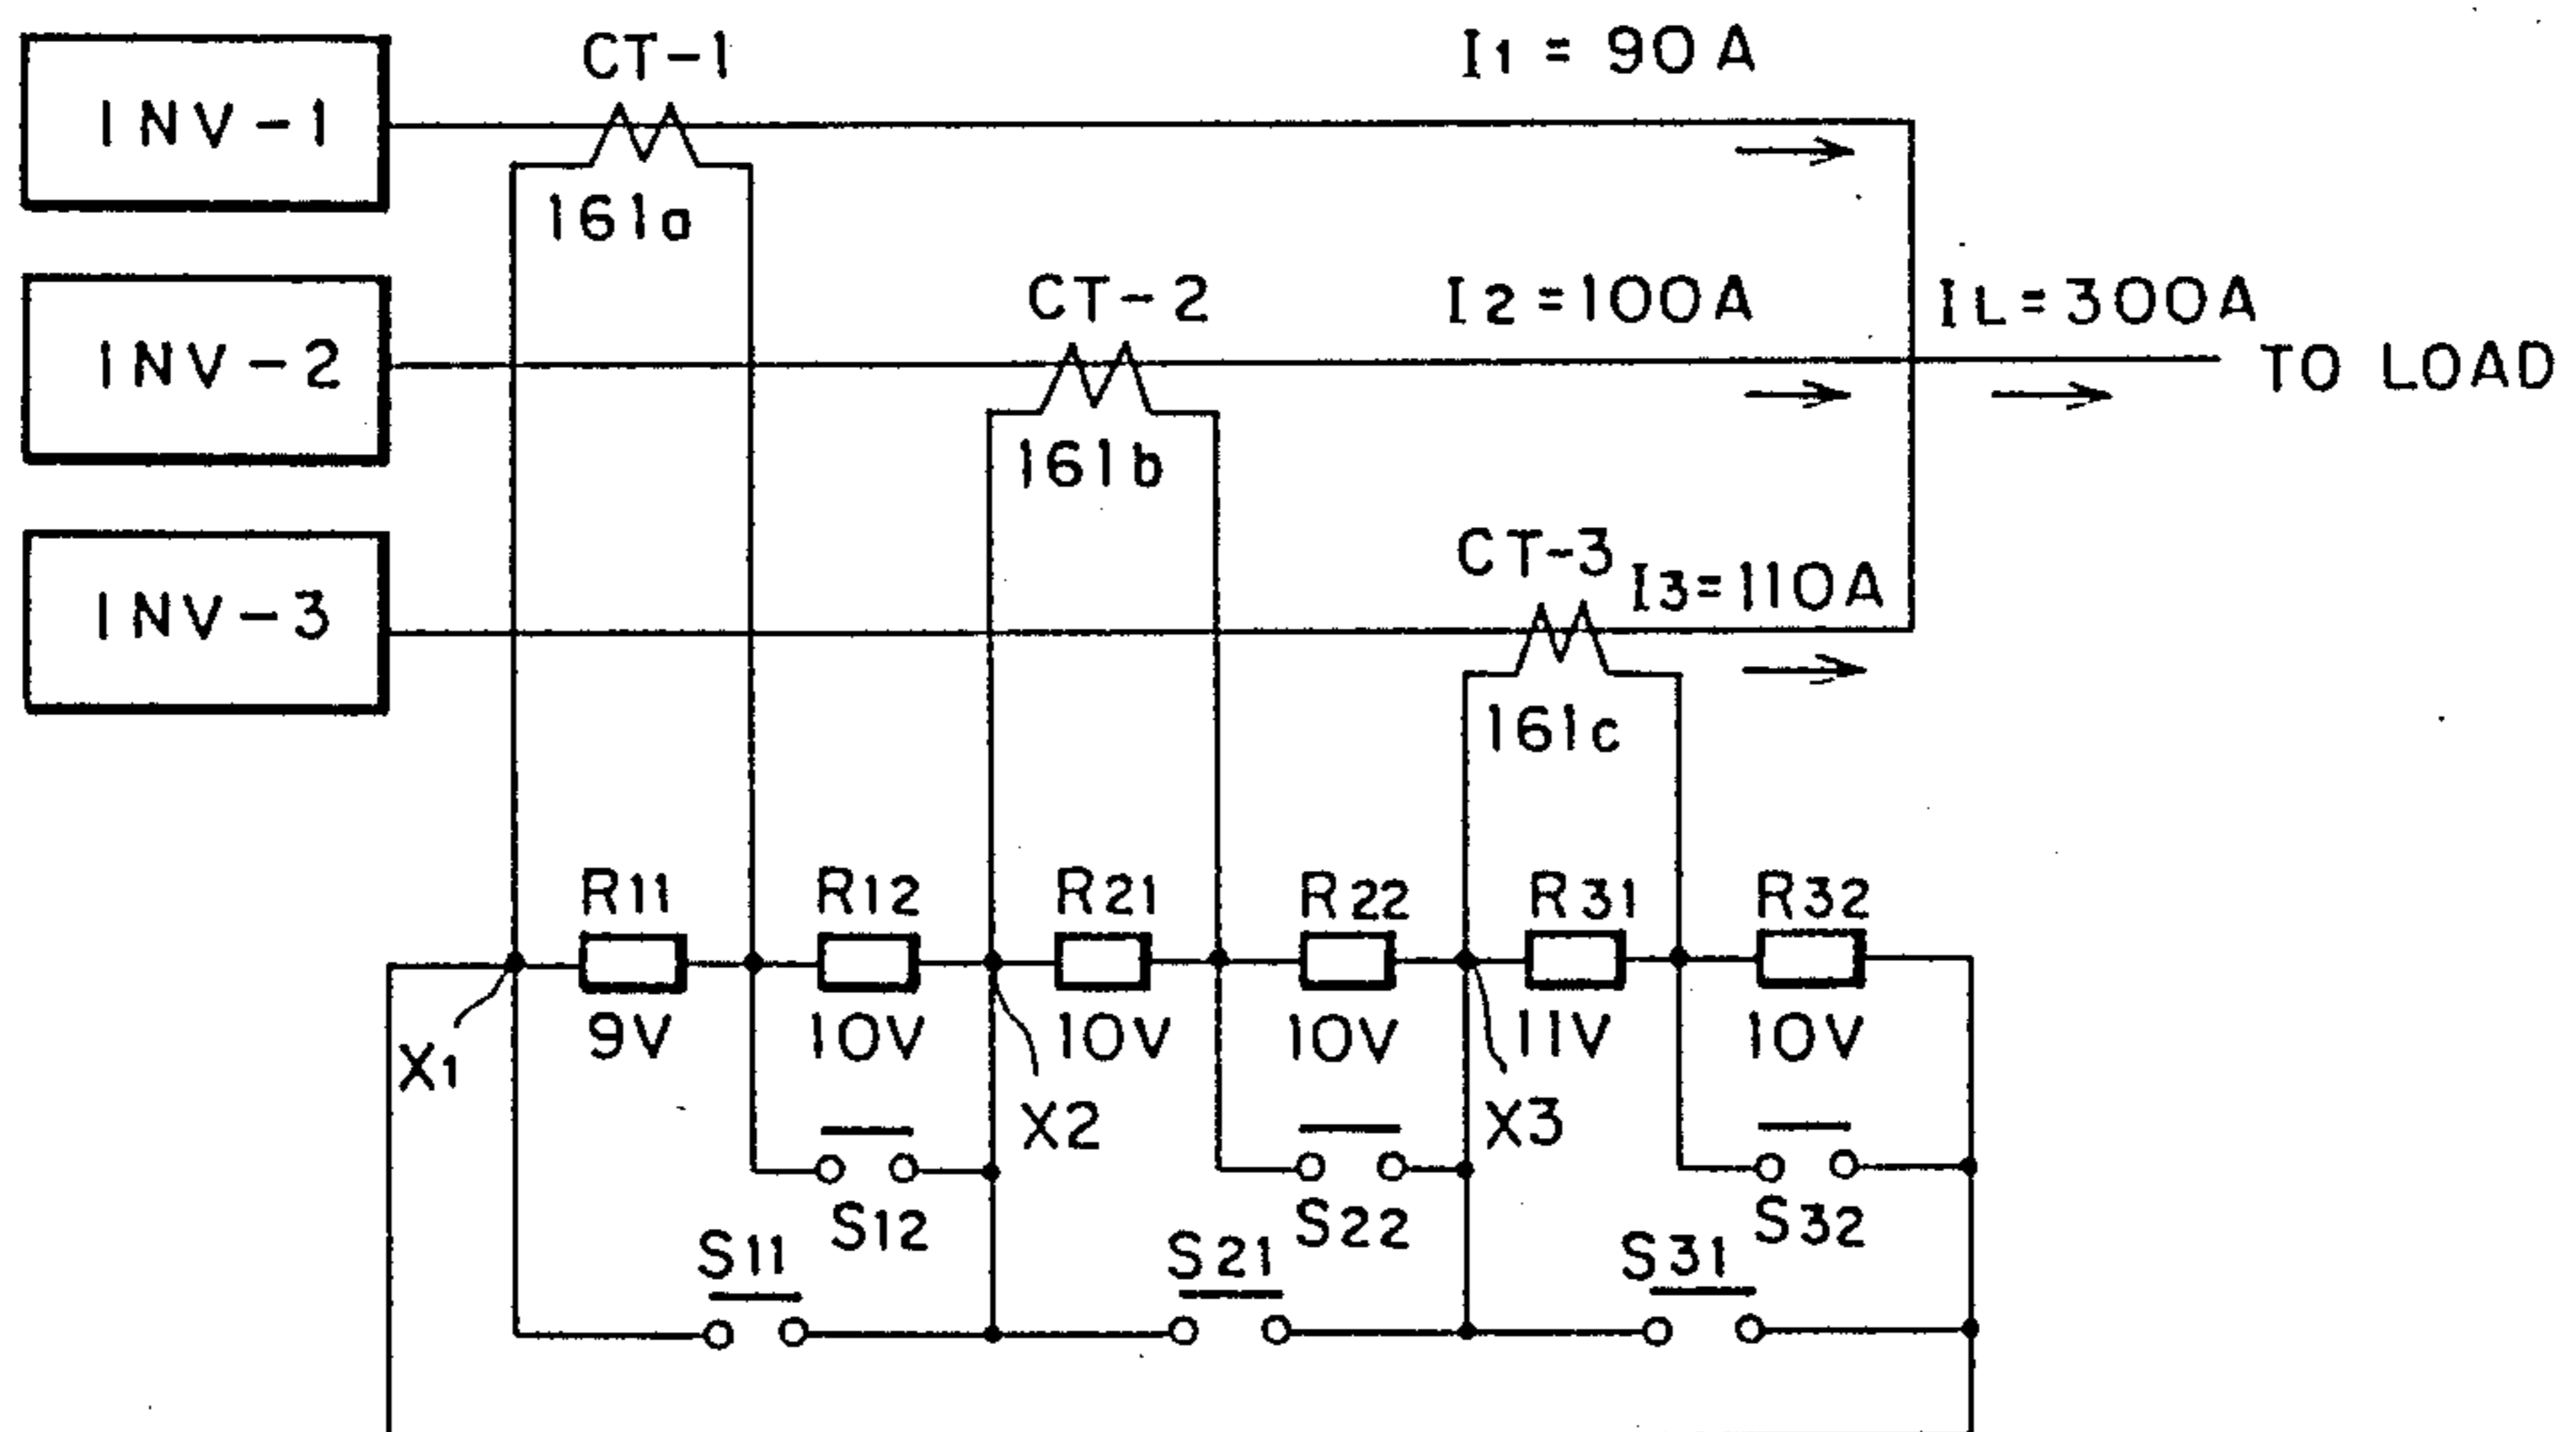 CT-1
I1 = 90A
INV-1
161a
CT-2
I2=100A
IL=300A
INV-2
TO LOAD
161b
CT-3
I3=110A
INV-3
161c
R11
R12
R21
R22
R31
R32
9V
10V
10V
10V
11V
10V
X1
X2
X3
S12
S22
S32
S11
S21
S31